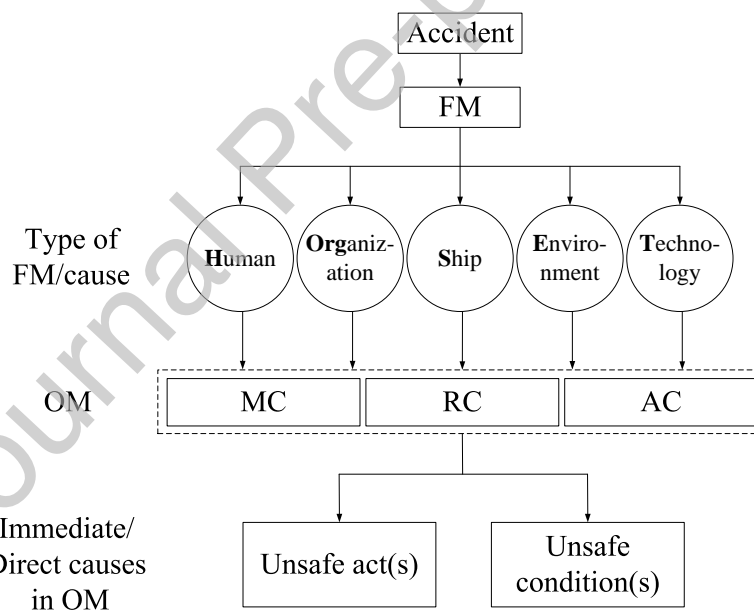 Accident
FM
Type of
FM/cause
Human
Organiz-
ation
Ship
Enviro-
nment
Techno-
logy
OM
MC
RC
AC
Immediate/
Direct causes
in OM
Unsafe act(s)
Unsafe
condition(s)
Journal Pre-p